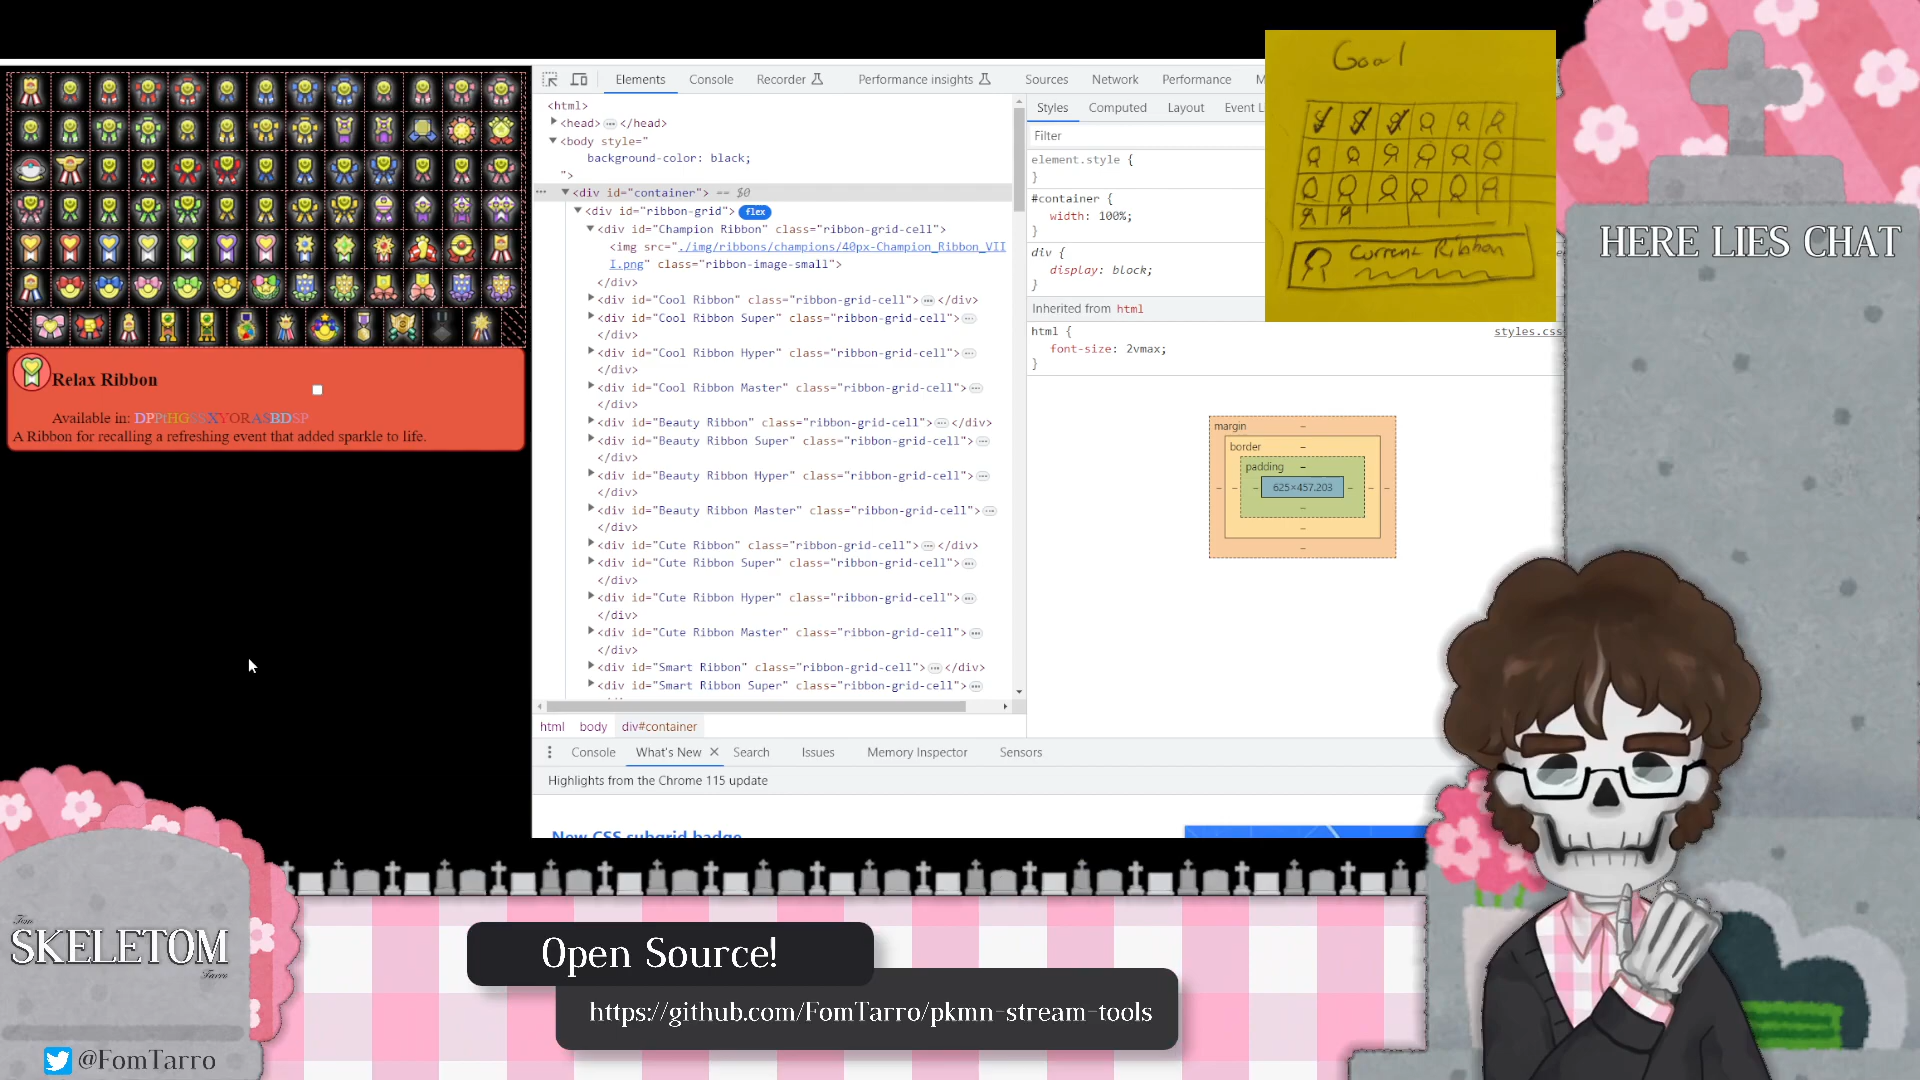 Elements Console Recorder Performance insights Sources Network Performance M
<html>
<head> </head>
<body style="
background-color: black;
">
<div id="container"> == $0
<div id="ribbon-grid"> flex
<div id="Champion Ribbon" class="ribbon-grid-cell">
<img src="./img/ribbons/champions/40px-Champion_Ribbon_VII
I.png" class="ribbon-image-small">
</div>
<div id="Cool Ribbon" class="ribbon-grid-cell"> </div>
<div id="Cool Ribbon Super" class="ribbon-grid-cell">
</div>
<div id="Cool Ribbon Hyper" class="ribbon-grid-cell">
</div>
<div id="Cool Ribbon Master" class="ribbon-grid-cell">
</div>
<div id="Beauty Ribbon" class="ribbon-grid-cell"> </div>
<div id="Beauty Ribbon Super" class="ribbon-grid-cell">
</div>
<div id="Beauty Ribbon Hyper" class="ribbon-grid-cell">
</div>
<div id="Beauty Ribbon Master" class="ribbon-grid-cell">
</div>
<div id="Cute Ribbon" class="ribbon-grid-cell"> </div>
<div id="Cute Ribbon Super" class="ribbon-grid-cell">
</div>
<div id="Cute Ribbon Hyper" class="ribbon-grid-cell">
</div>
<div id="Cute Ribbon Master" class="ribbon-grid-cell">
</div>
<div id="Smart Ribbon" class="ribbon-grid-cell"> </div>
<div id="Smart Ribbon Super" class="ribbon-grid-cell">
html body div#container
Styles Computed Layout Event L
Filter
element.style {
}
#container {
width: 100%;
}
div {
display: block;
}
Inherited from html
html {
styles.css
font-size: 2vmax;
}
margin –
border –
padding –
625×457.203
Console What's New Search Issues Memory Inspector Sensors
Highlights from the Chrome 115 update
New CSS subgrid badge
Relax Ribbon
Available in: DPPtHGSSXYORASBDSP
A Ribbon for recalling a refreshing event that added sparkle to life.
Goal
Current Ribbon
HERE LIES CHAT
Tom
SKELETOM
Tarro
@FomTarro
Open Source!
https://github.com/FomTarro/pkmn-stream-tools